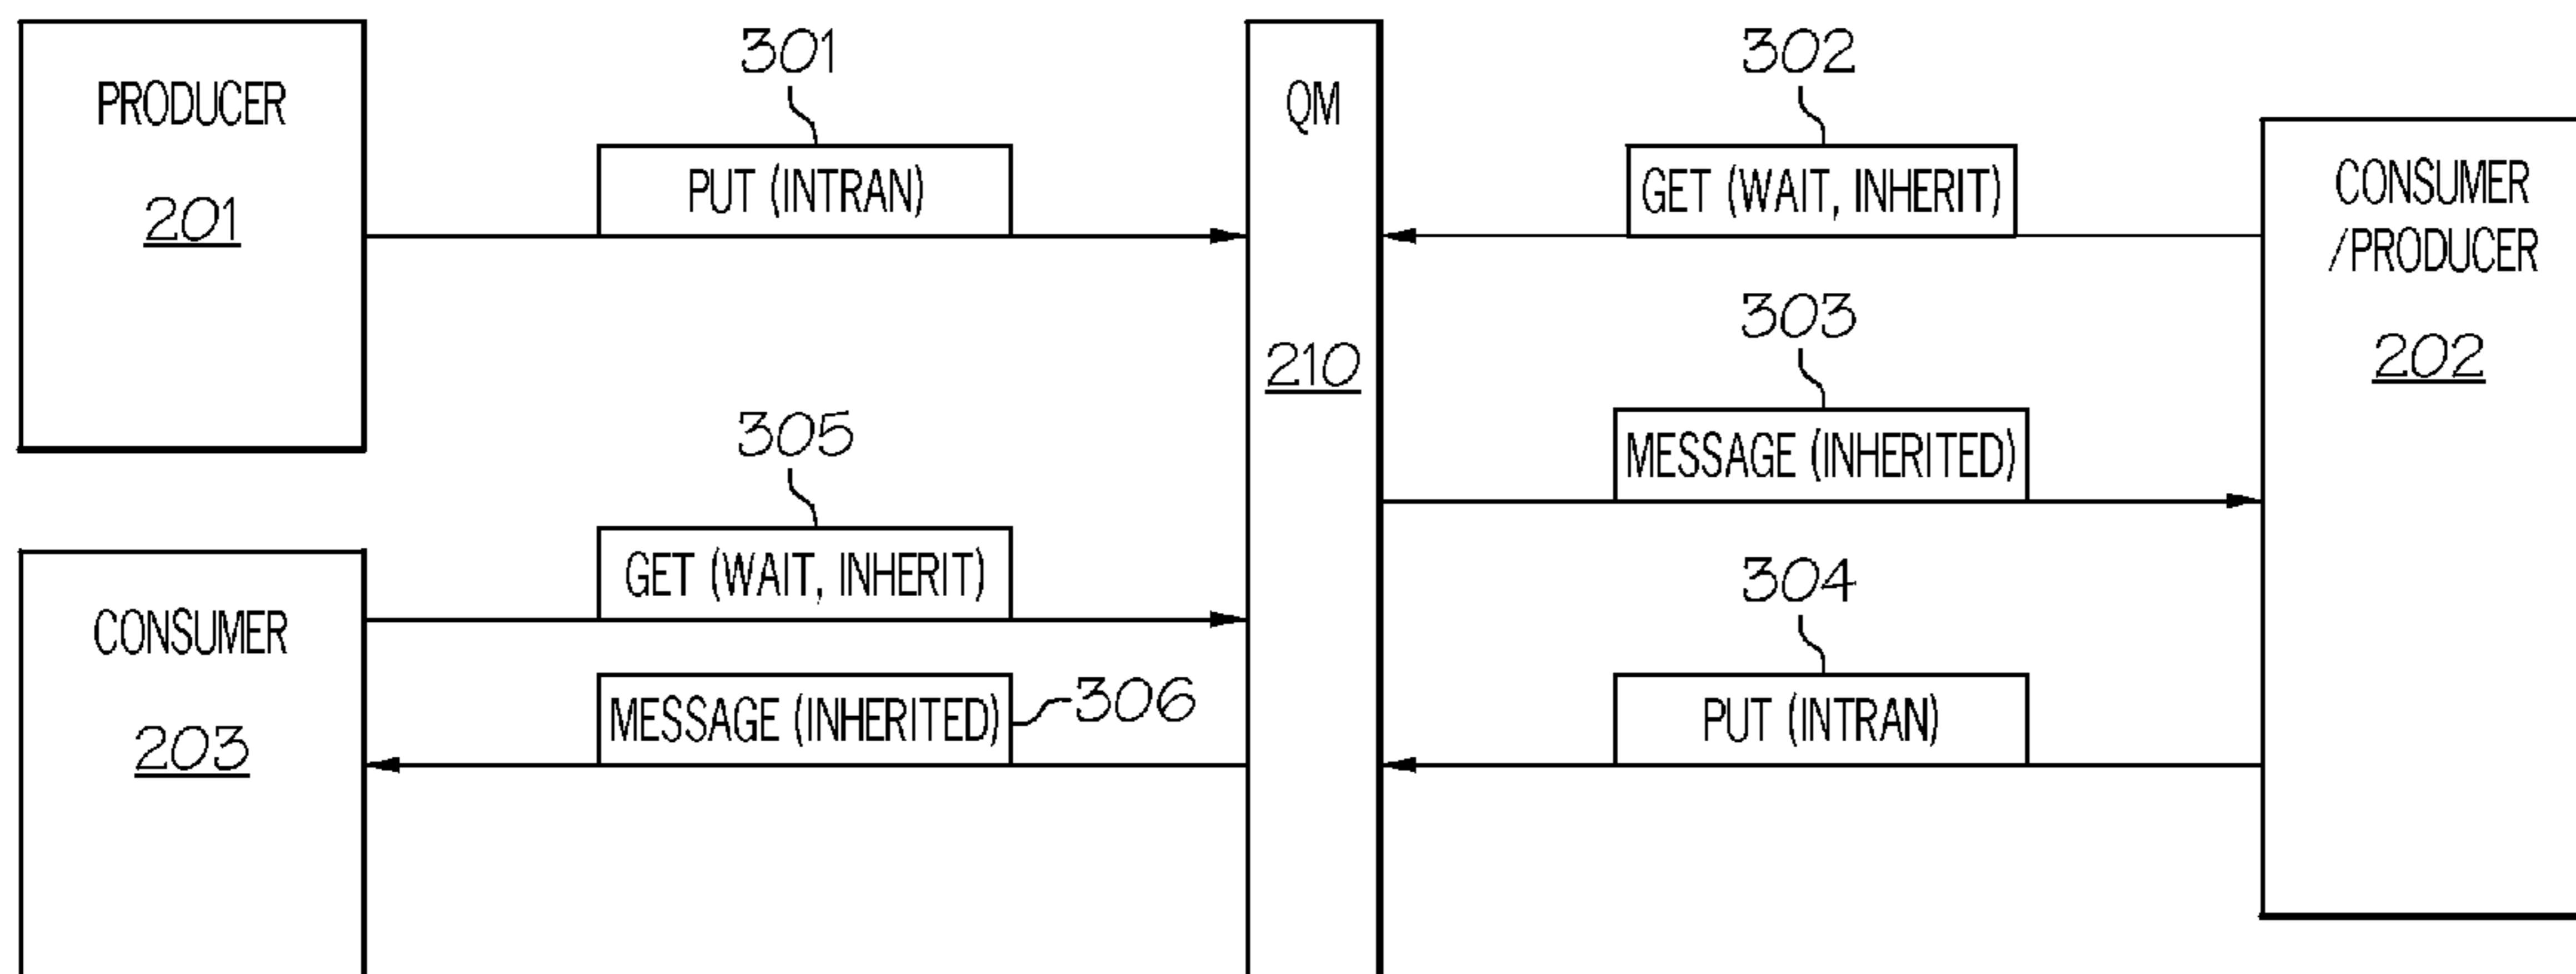 PRODUCER
201
301
PUT (INTRAN)
QM
210
302
GET (WAIT, INHERIT)
CONSUMER
/PRODUCER
202
303
MESSAGE (INHERITED)
305
GET (WAIT, INHERIT)
CONSUMER
203
MESSAGE (INHERITED)
306
304
PUT (INTRAN)